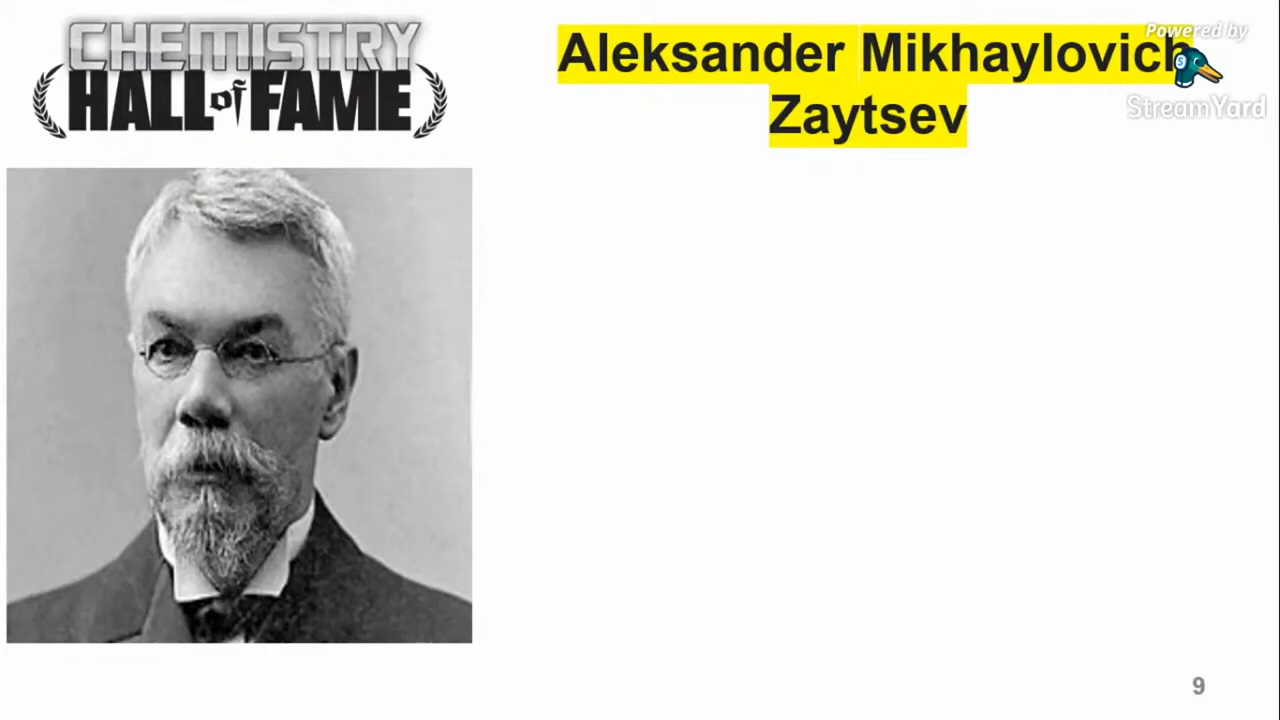 CHEMISTRY
HALL of FAME
Aleksander Mikhaylovich
Zaytsev
Powered by
StreamYard
S
9